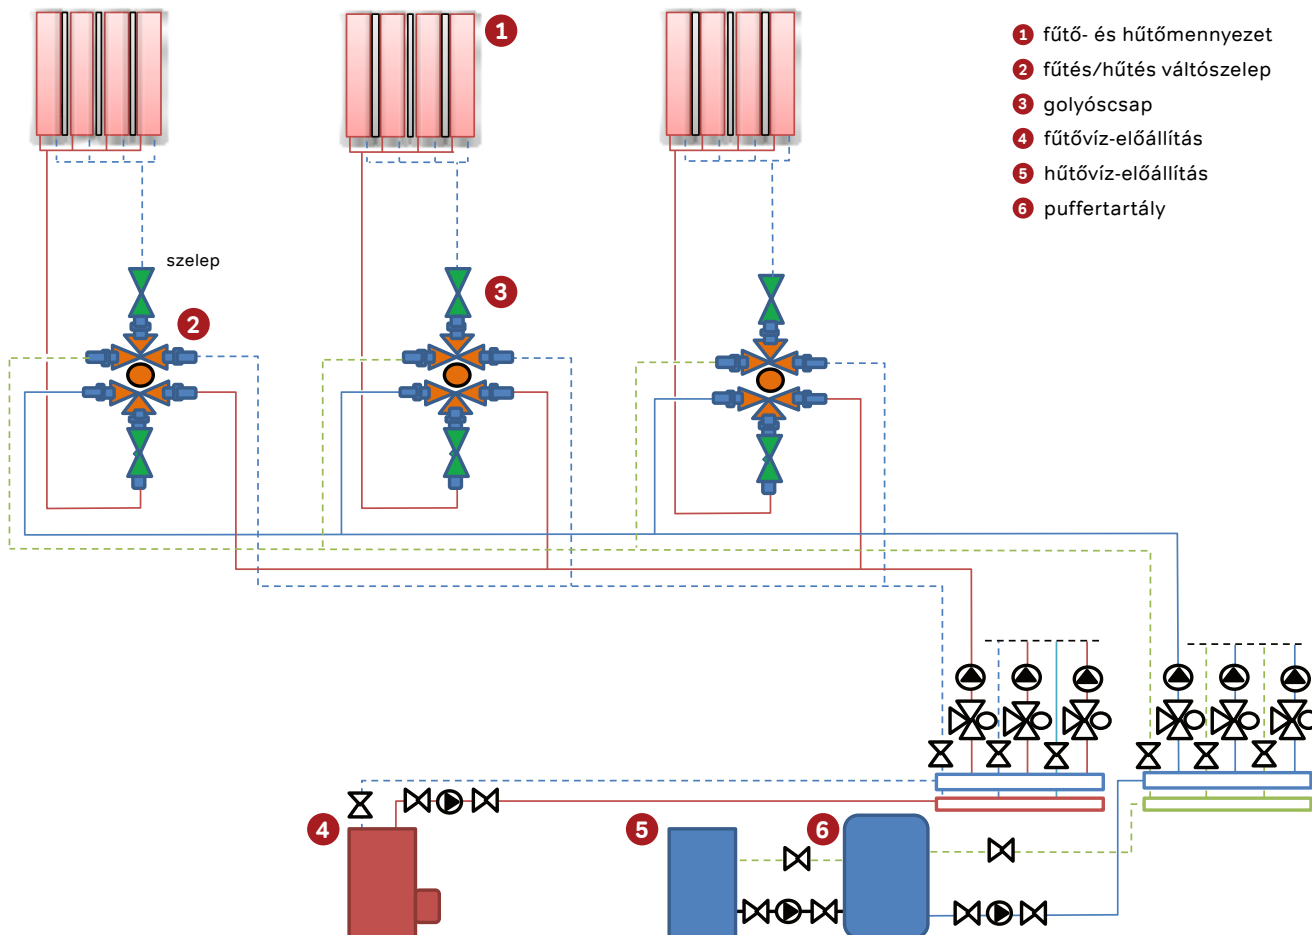 1
1 fűtő- és hűtőmennyezet
2 fűtés/hűtés váltószelep
3 golyóscsap
4 fűtővíz-előállítás
5 hűtővíz-előállítás
6 puffertartály
szelep
3
2
4
5
6